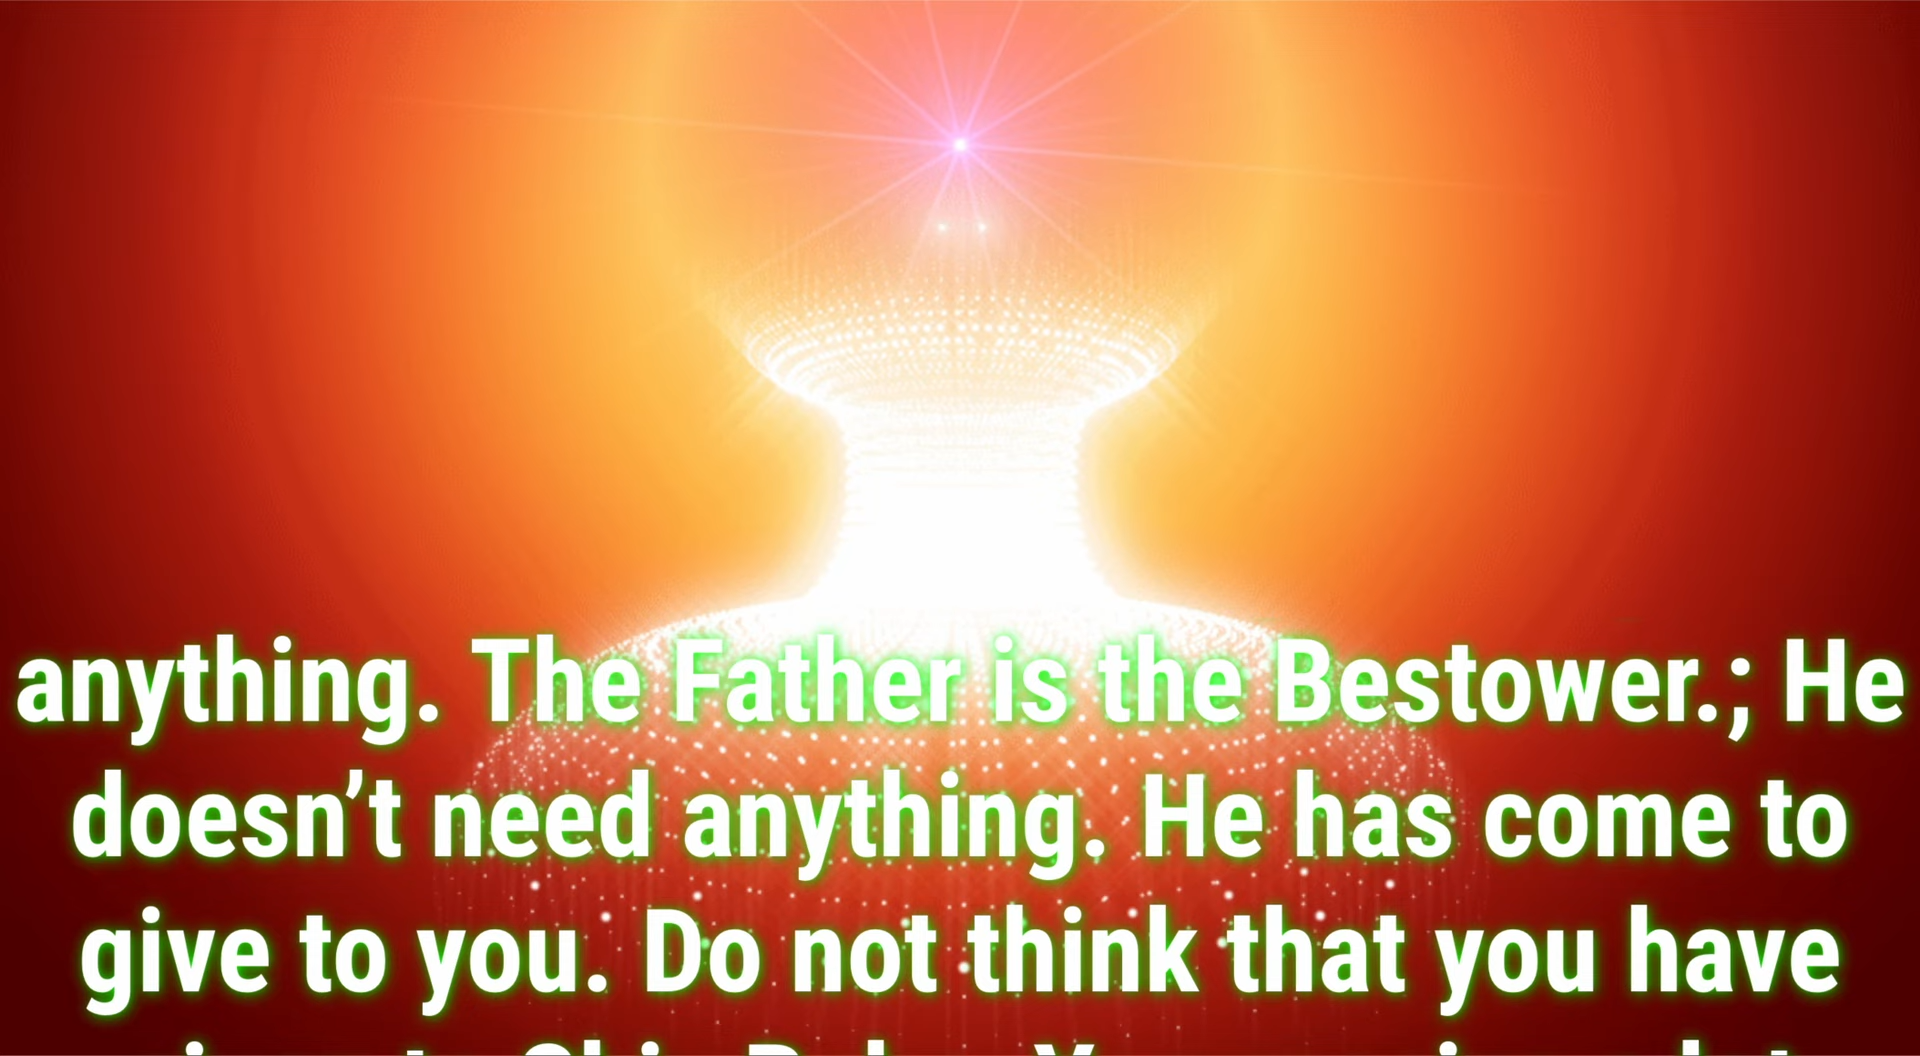 anything. The Father is the Bestower.; He
doesn’t need anything. He has come to
give to you. Do not think that you have